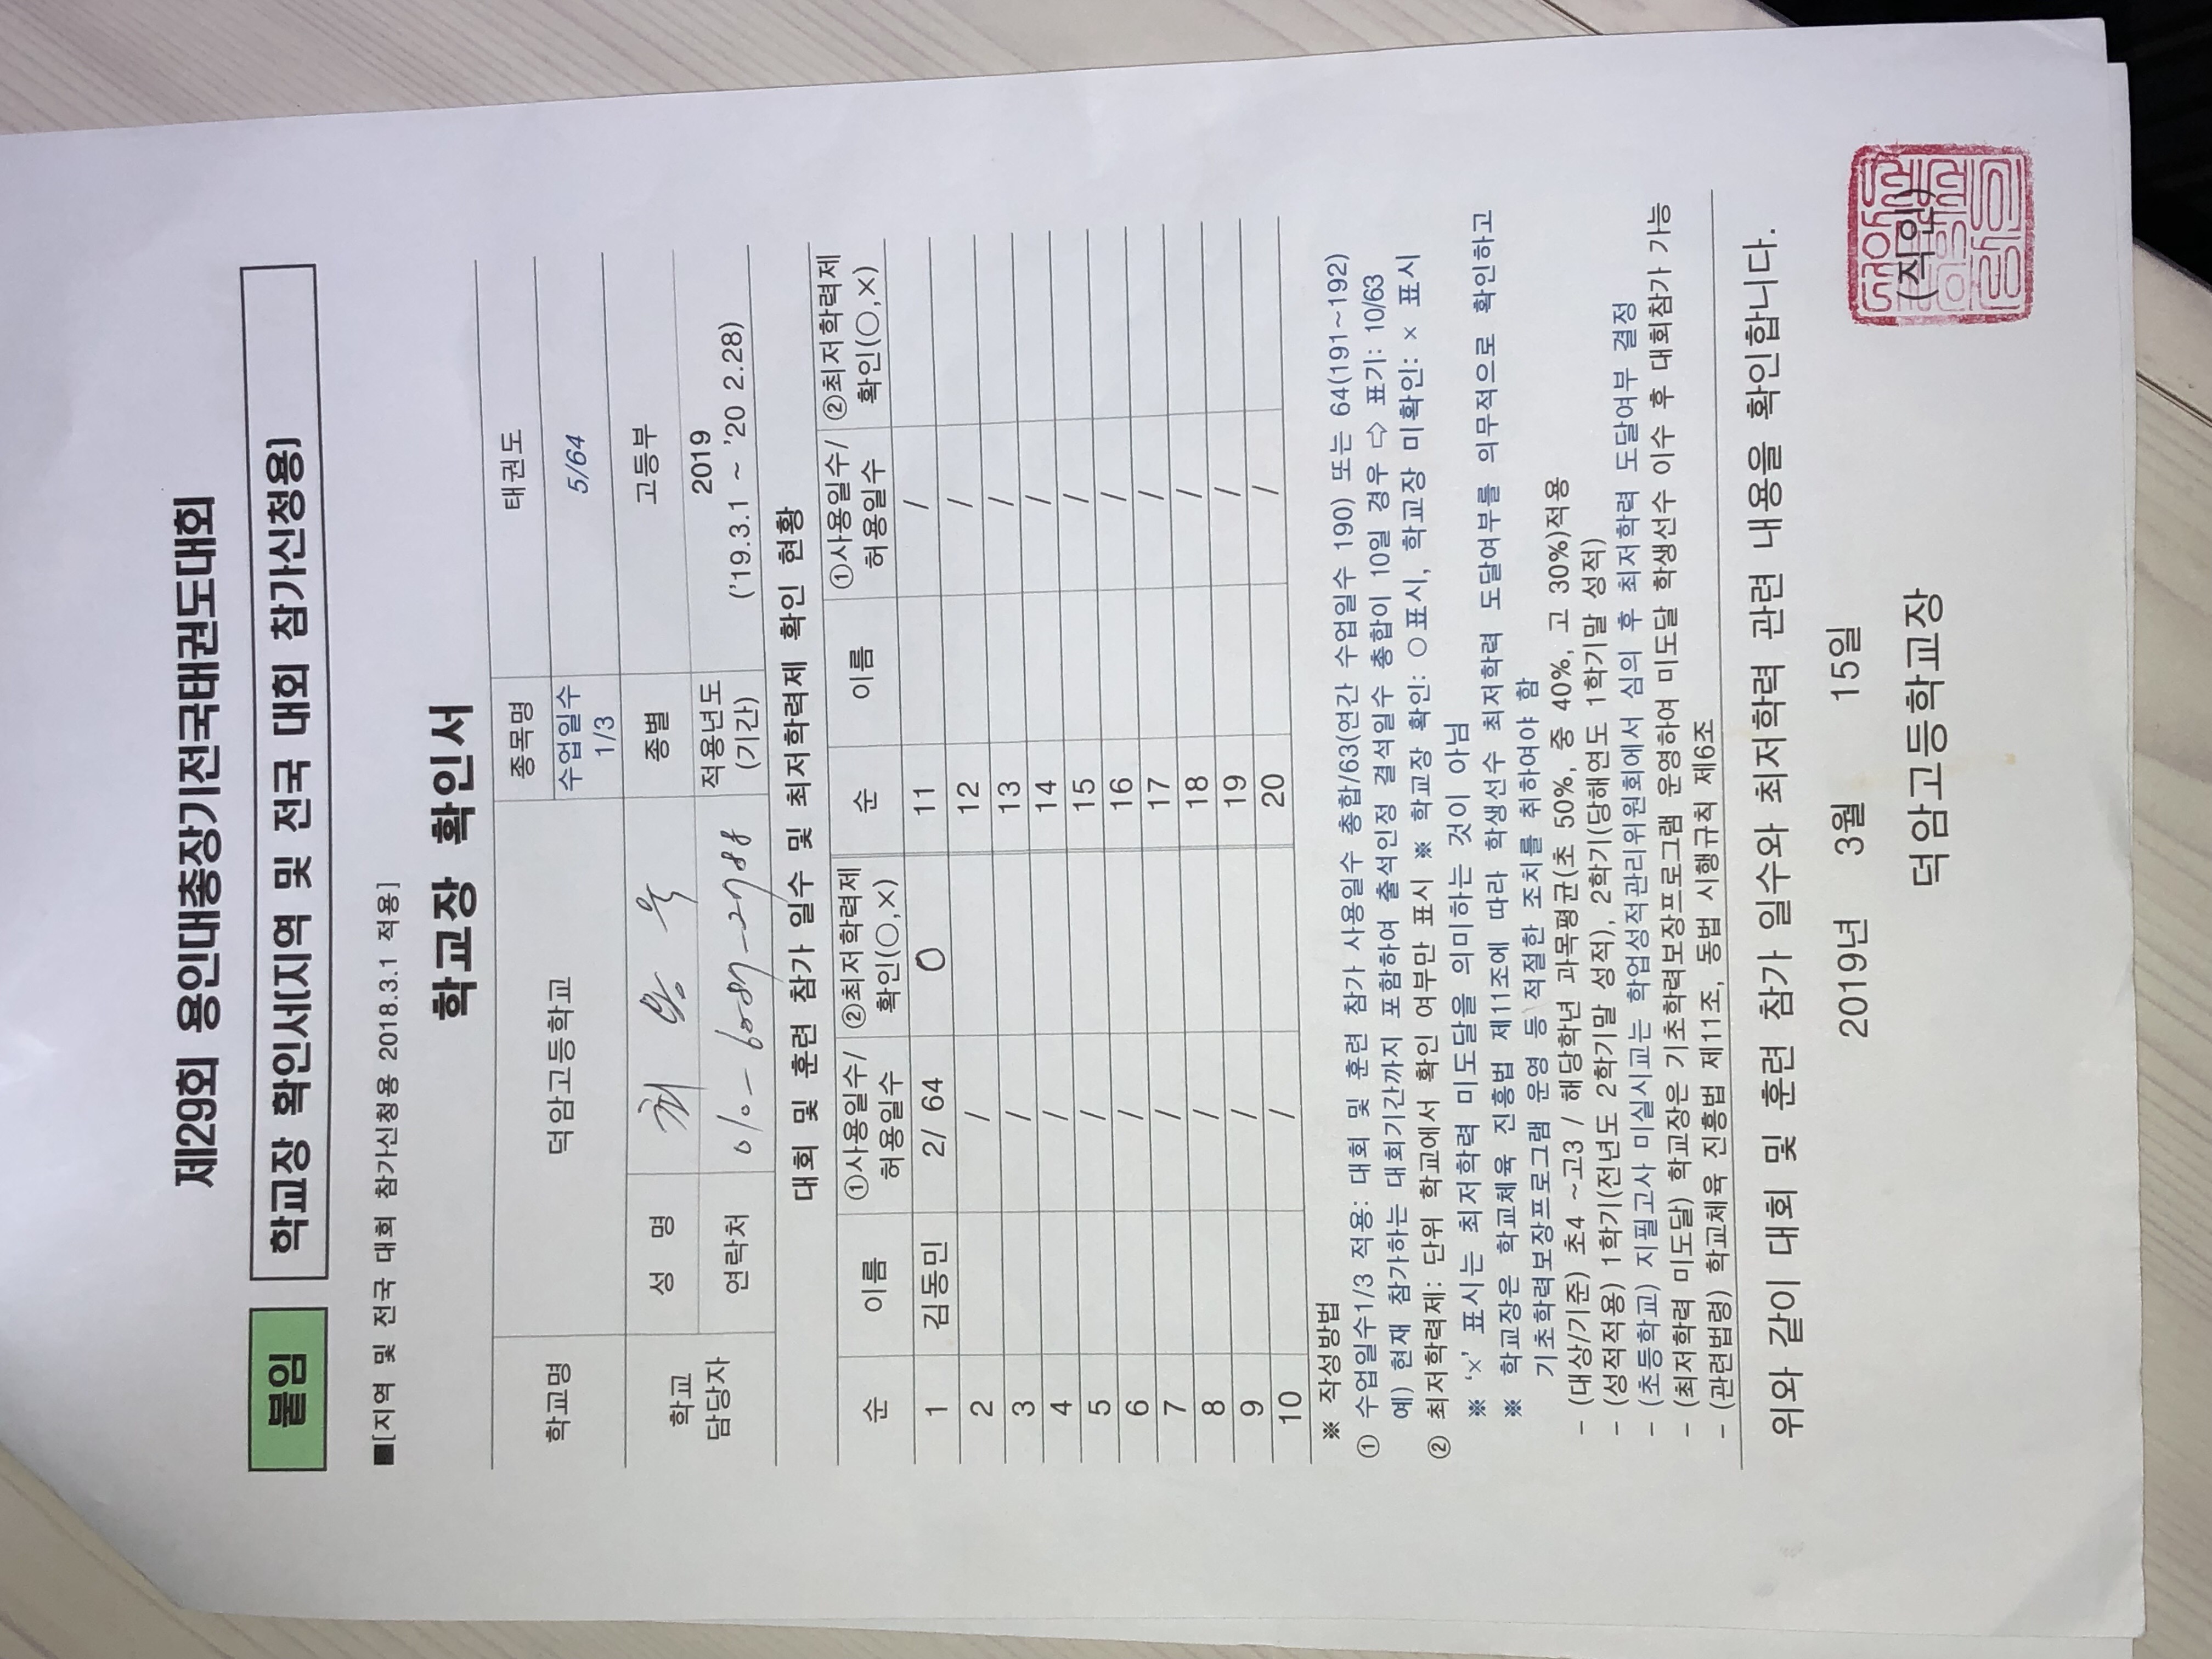 제29회 용인대총장기전국태권도대회
붙임 학교장 확인서[지역 및 전국 대회 참가신청용]
■[지역 및 전국 대회 참가신청용 2018.3.1 적용]
학교장 확인서
학교명 덕암고등학교 종목명 태권도
수업일수 1/3 5/64
학교 담당자 성 명 종별 고등부
연락처 적용년도 (기간) 2019 ('19.3.1 ~ '20 2.28)
대회 및 훈련 참가 일수 및 최저학력제 확인 현황
순 이름 ①사용일수/허용일수 ②최저학력제 확인(○,×) 순 이름 ①사용일수/허용일수 ②최저학력제 확인(○,×)
1 김동민 2/ 64 O 11 /
2 / 12 /
3 / 13 /
4 / 14 /
5 / 15 /
6 / 16 /
7 / 17 /
8 / 18 /
9 / 19 /
10 / 20 /
※ 작성방법
① 수업일수1/3 적용: 대회 및 훈련 참가 사용일수 총합/63(연간 수업일수 190) 또는 64(191~192)
예) 현재 참가하는 대회기간까지 포함하여 출석인정 결석일수 총합이 10일 경우 ⇨ 표기: 10/63
② 최저학력제: 단위 학교에서 확인 여부만 표시 ※ 학교장 확인: ○표시, 학교장 미확인: × 표시
※ '×' 표시는 최저학력 미도달을 의미하는 것이 아님
※ 학교장은 학교체육 진흥법 제11조에 따라 학생선수 최저학력 도달여부를 의무적으로 확인하고
기초학력보장프로그램 운영 등 적절한 조치를 취하여야 함
- (대상/기준) 초4 ~고3 / 해당학년 과목평균(초 50%, 중 40%, 고 30%)적용
- (성적적용) 1학기(전년도 2학기말 성적), 2학기(당해연도 1학기말 성적)
- (초등학교) 지필고사 미실시교는 학업성적관리위원회에서 심의 후 최저학력 도달여부 결정
- (최저학력 미도달) 학교장은 기초학력보장프로그램 운영하여 미도달 학생선수 이수 후 대회참가 가능
- (관련법령) 학교체육 진흥법 제11조, 동법 시행규칙 제6조
위와 같이 대회 및 훈련 참가 일수와 최저학력 관련 내용을 확인합니다.
2019년 3월 15일
덕암고등학교장 (직인)